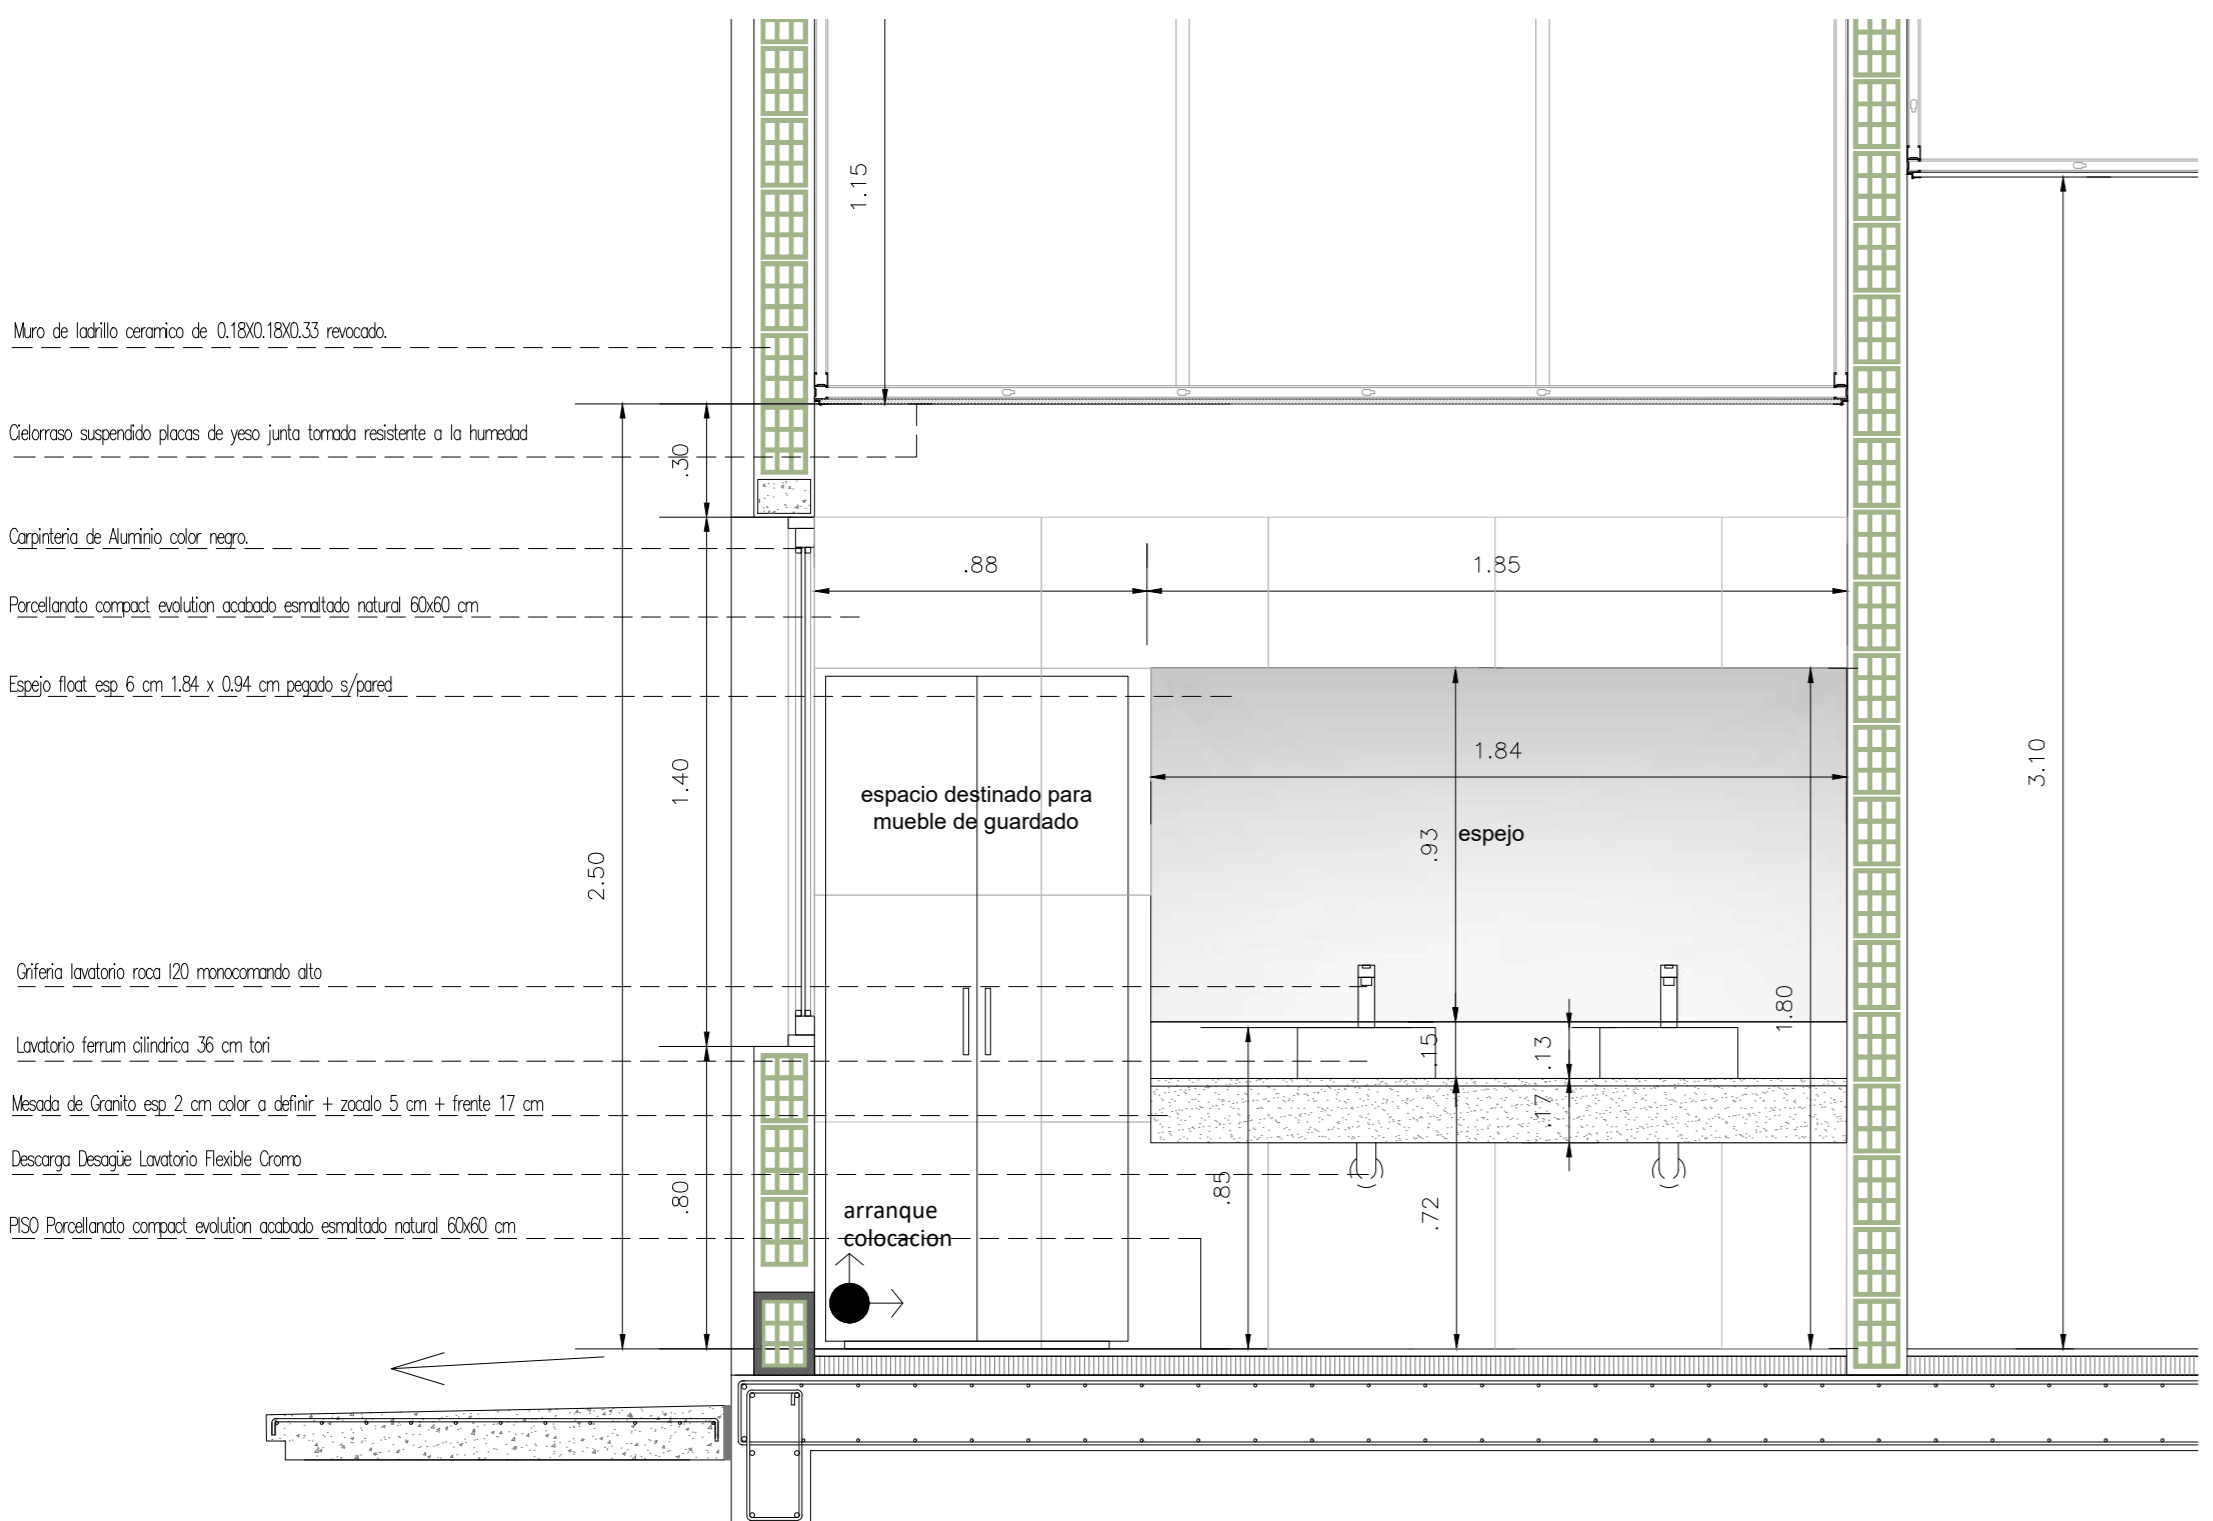 1.15
Muro de ladrillo ceramico de 0.18X0.18X0.33 revocado.
Cielorraso suspendido placas de yeso junta tomada resistente a la humedad
.30
Carpinteria de Aluminio color negro.
.88
1.85
Porcellanato compact evolution acabado esmaltado natural 60x60 cm
Espejo float esp 6 cm 1.84 x 0.94 cm pegado s/pared
1.84
3.10
1.40
espacio destinado para
mueble de guardado
.93
espejo
2.50
Griferia lavatorio roca l20 monocomando alto
1.80
Lavatorio ferrum cilindrica 36 cm tori
.15
.13
Mesada de Granito esp 2 cm color a definir + zocalo 5 cm + frente 17 cm
.17
Descarga Desagüe Lavatorio Flexible Cromo
.80
.85
.72
arranque
colocacion
PISO Porcellanato compact evolution acabado esmaltado natural 60x60 cm